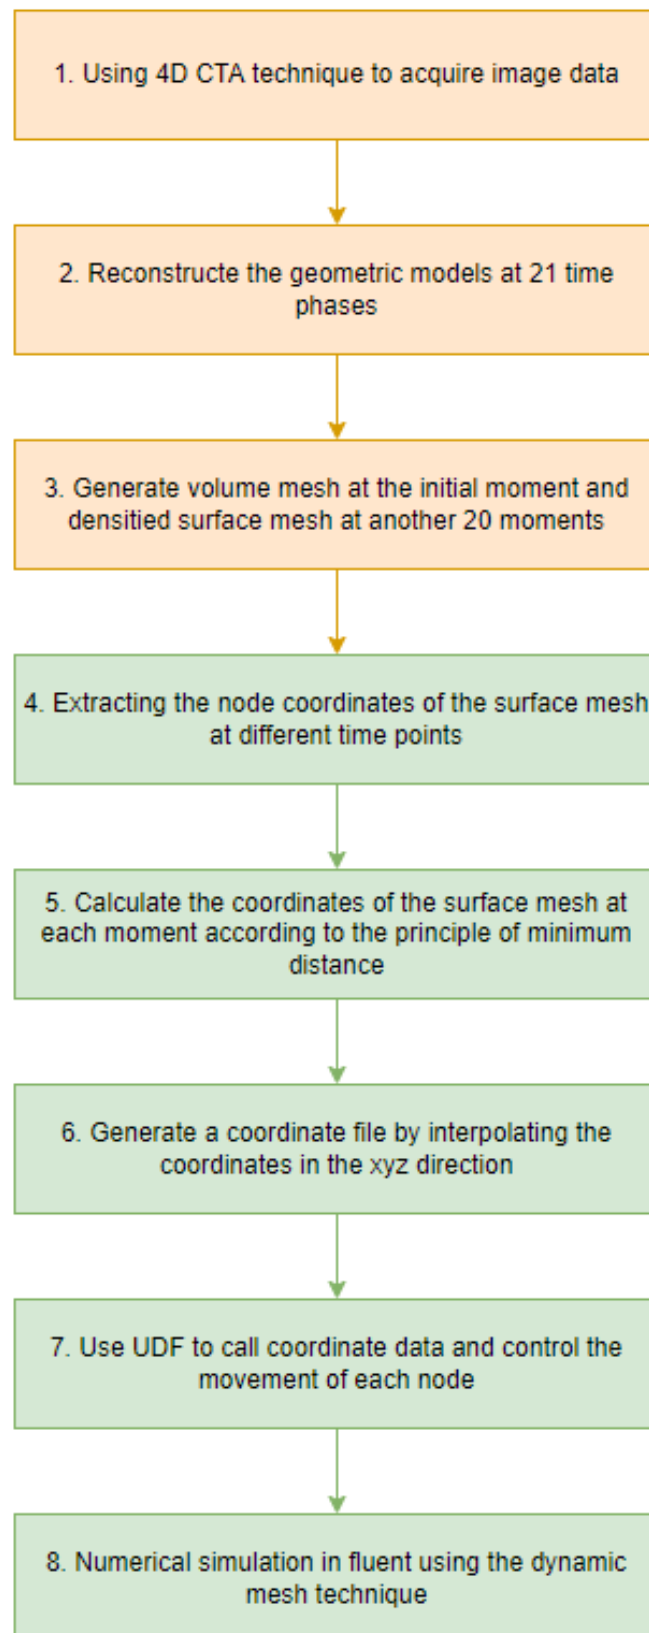 1. Using 4D CTA technique to acquire image data
2. Reconstructe the geometric models at 21 time
phases
3. Generate volume mesh at the initial moment and
densitied surface mesh at another 20 moments
4. Extracting the node coordinates of the surface mesh
at different time points
5. Calculate the coordinates of the surface mesh at
each moment according to the principle of minimum
distance
6. Generate a coordinate file by interpolating the
coordinates in the xyz direction
7. Use UDF to call coordinate data and control the
movement of each node
8. Numerical simulation in fluent using the dynamic
mesh technique